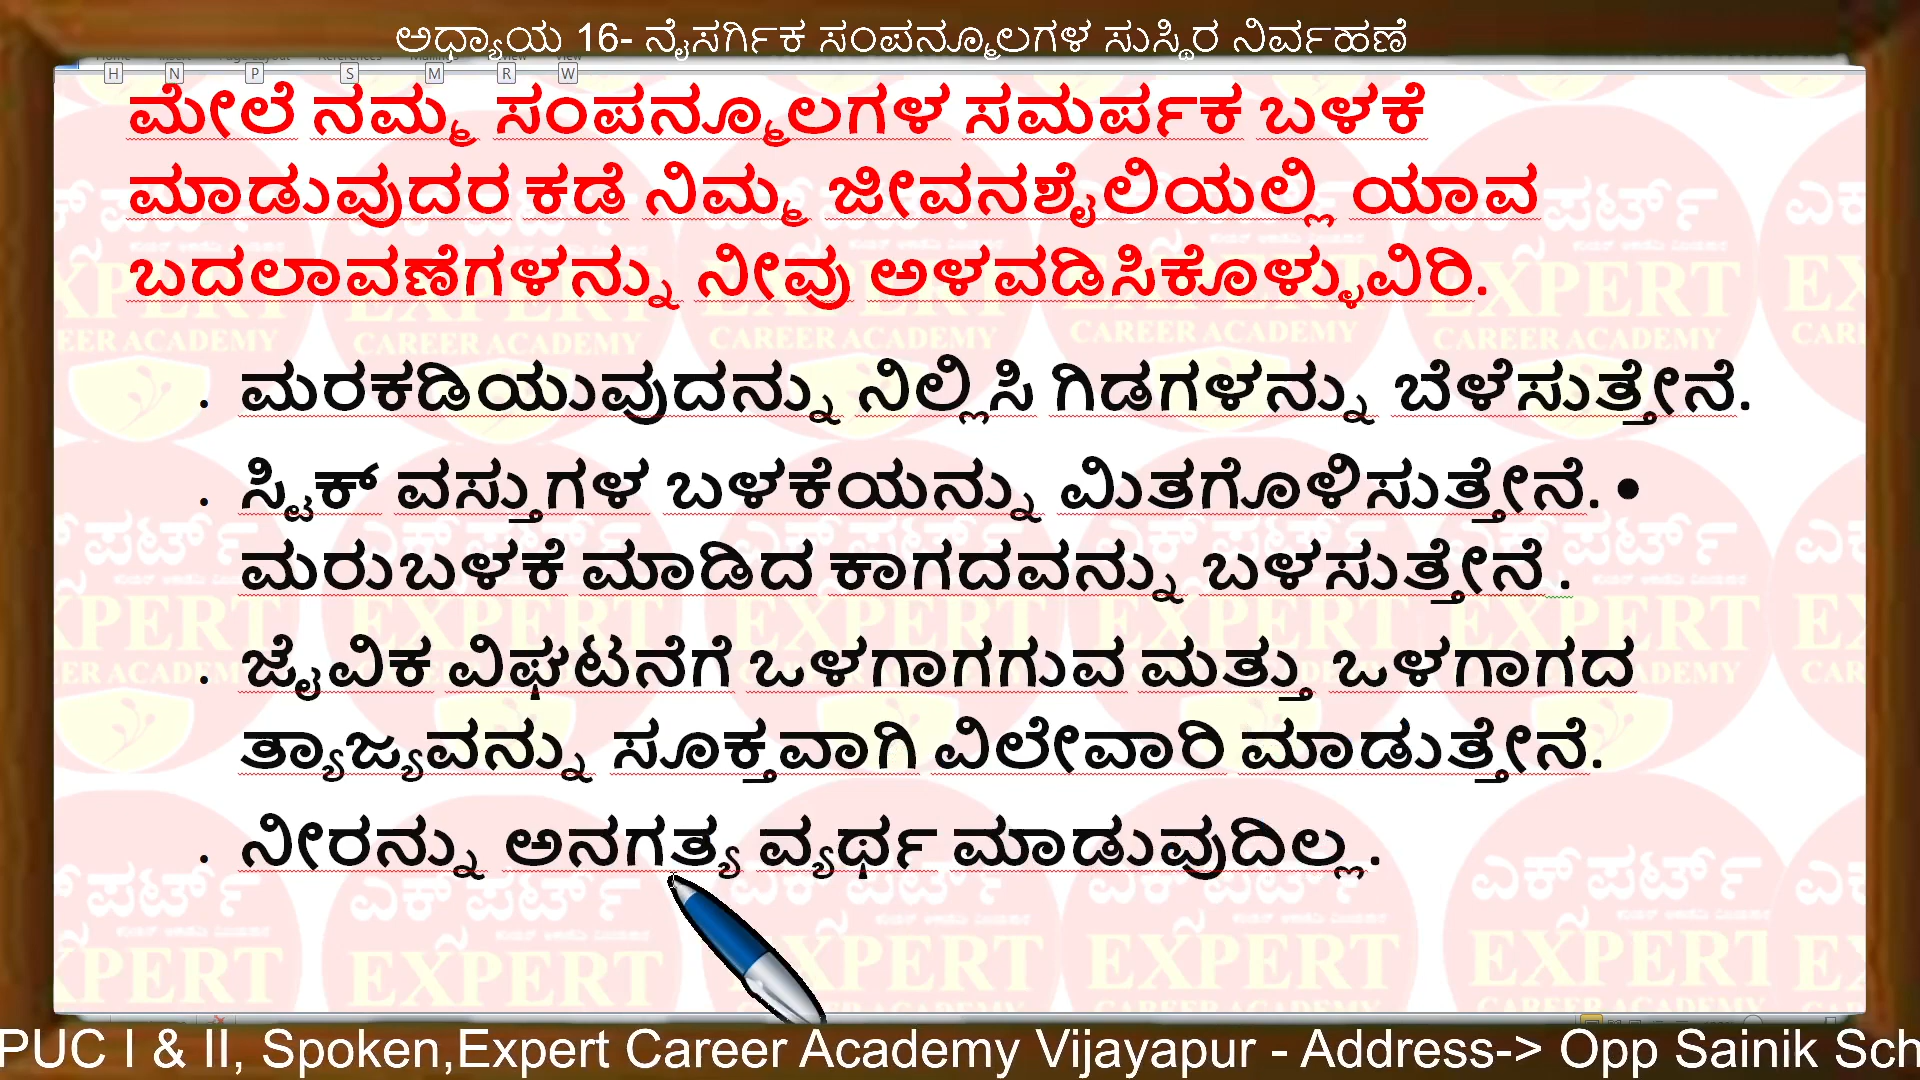 ಅಧ್ಯಾಯ 16- ನೈಸರ್ಗಿಕ ಸಂಪನ್ಮೂಲಗಳ ಸುಸ್ಥಿರ ನಿರ್ವಹಣೆ
H N P S M R W
ಮೇಲೆ ನಮ್ಮ ಸಂಪನ್ಮೂಲಗಳ ಸಮರ್ಪಕ ಬಳಕೆ
ಮಾಡುವುದರ ಕಡೆ ನಿಮ್ಮ ಜೀವನಶೈಲಿಯಲ್ಲಿ ಯಾವ
ಬದಲಾವಣೆಗಳನ್ನು ನೀವು ಅಳವಡಿಸಿಕೊಳ್ಳುವಿರಿ.
. ಮರಕಡಿಯುವುದನ್ನು ನಿಲ್ಲಿಸಿ ಗಿಡಗಳನ್ನು ಬೆಳೆಸುತ್ತೇನೆ.
. ಸ್ಟಿಕ್ ವಸ್ತುಗಳ ಬಳಕೆಯನ್ನು ಮಿತಗೊಳಿಸುತ್ತೇನೆ. •
ಮರುಬಳಕೆ ಮಾಡಿದ ಕಾಗದವನ್ನು ಬಳಸುತ್ತೇನೆ .
. ಜೈವಿಕ ವಿಘಟನೆಗೆ ಒಳಗಾಗಗುವ ಮತ್ತು ಒಳಗಾಗದ
ತ್ಯಾಜ್ಯವನ್ನು ಸೂಕ್ತವಾಗಿ ವಿಲೇವಾರಿ ಮಾಡುತ್ತೇನೆ.
. ನೀರನ್ನು ಅನಗತ್ಯ ವ್ಯರ್ಥ ಮಾಡುವುದಿಲ್ಲ.
PUC I & II, Spoken,Expert Career Academy Vijayapur - Address-> Opp Sainik Sch